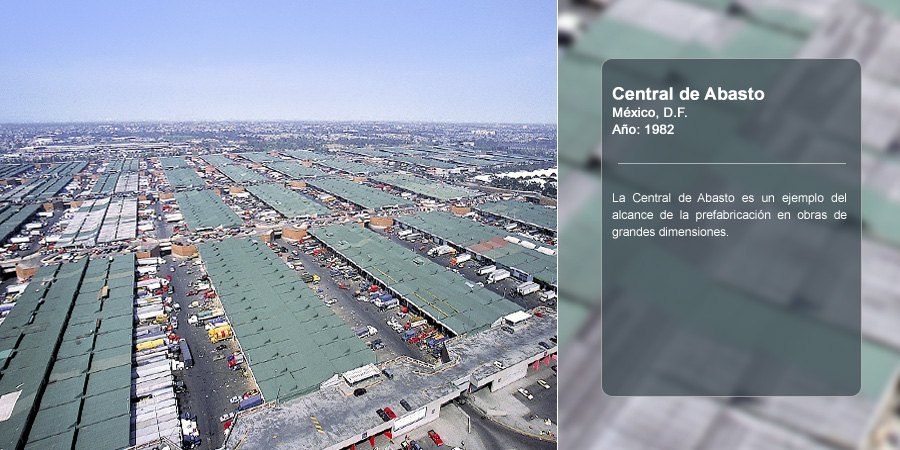 Central de Abasto
México, D.F.
Año: 1982
La Central de Abasto es un ejemplo del
alcance de la prefabricación en obras de
grandes dimensiones.